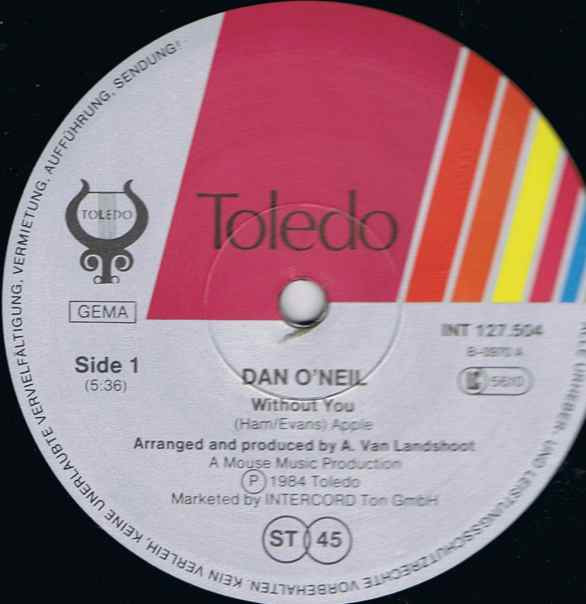 ALLE URHEBER- UND LEISTUNGSSCHUTZRECHTE VORBEHALTEN. KEIN VERLEIH, KEINE UNERLAUBTE VERVIELFÄLTIGUNG, VERMIETUNG, AUFFÜHRUNG, SENDUNG!
TOLEDO
Toledo
GEMA
INT 127.504
B-0970 A
Side 1
(5:36)
DAN O'NEIL
Without You
(Ham/Evans) Apple
Arranged and produced by A. Van Landshoot
A Mouse Music Production
P 1984 Toledo
Marketed by INTERCORD Ton GmbH
ST 45